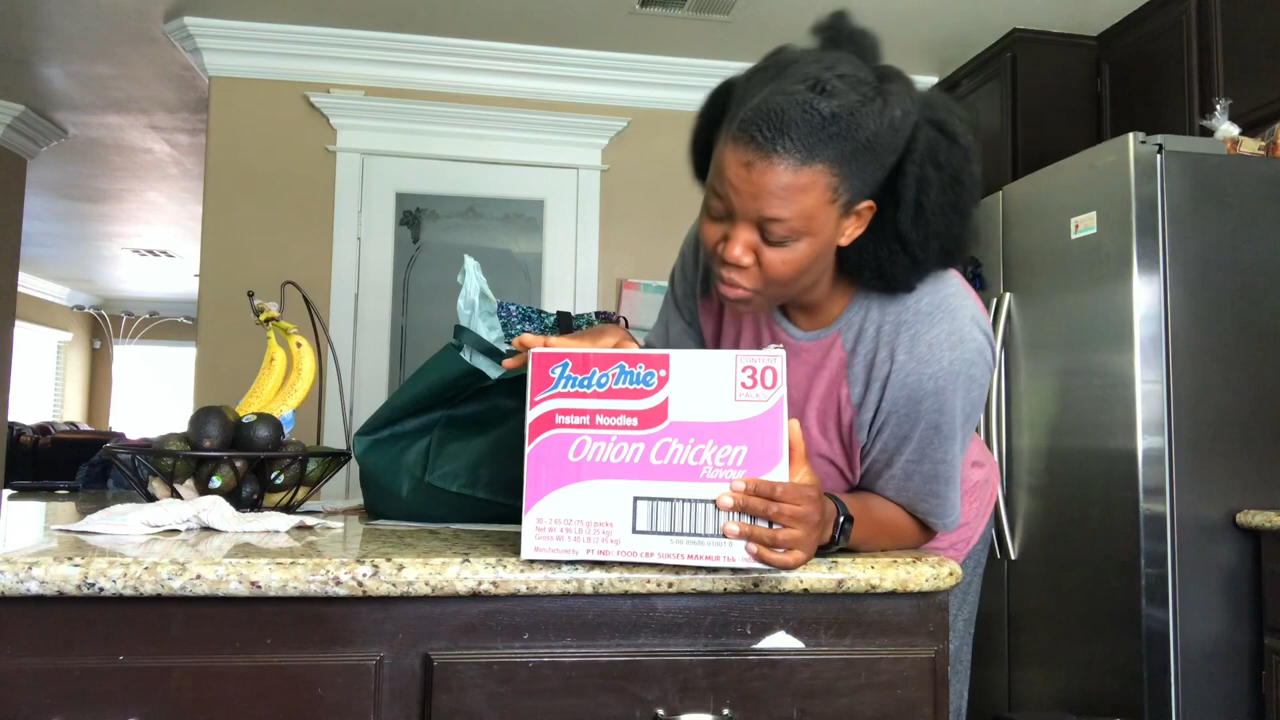 Indomie
CONTENT
30
PACKS
Instant Noodles
Onion Chicken
Flavour
30 - 2.65 OZ (75 g) packs
Net Wt. 4.96 LB (2.25 kg)
Gross Wt. 5.40 LB (2.45 kg)
Manufactured by PT INDOFOOD CBP SUKSES MAKMUR Tbk